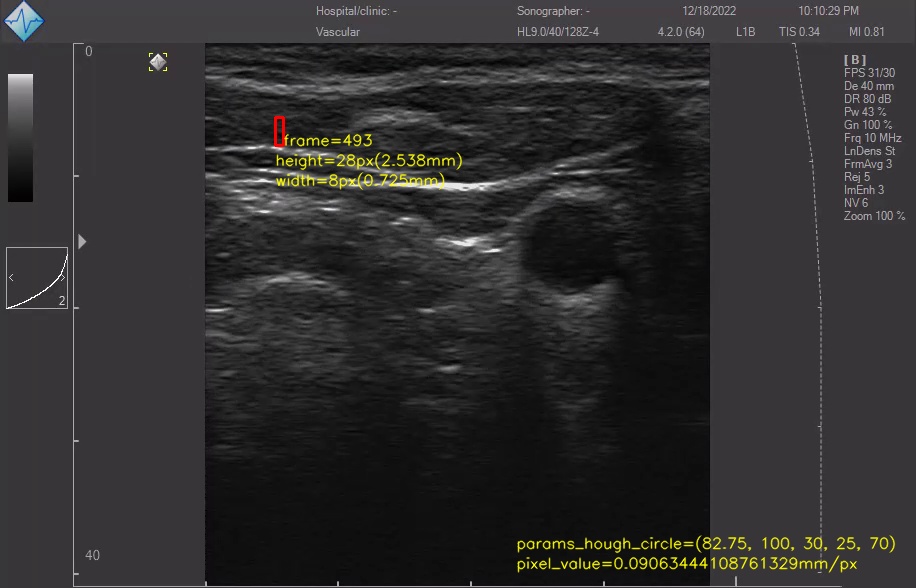 Hospital/clinic: - Sonographer: - 12/18/2022 10:10:29 PM
Vascular HL9.0/40/128Z-4 4.2.0 (64) L1B TIS 0.34 MI 0.81
0
[ B ]
FPS 31/30
De 40 mm
DR 80 dB
Pw 43 %
Gn 100 %
Frq 10 MHz
LnDens St
FrmAvg 3
Rej 5
ImEnh 3
NV 6
Zoom 100 %
frame=493
height=28px(2.538mm)
width=8px(0.725mm)
2
40
params_hough_circle=(82.75, 100, 30, 25, 70)
pixel_value=0.09063444108761329mm/px